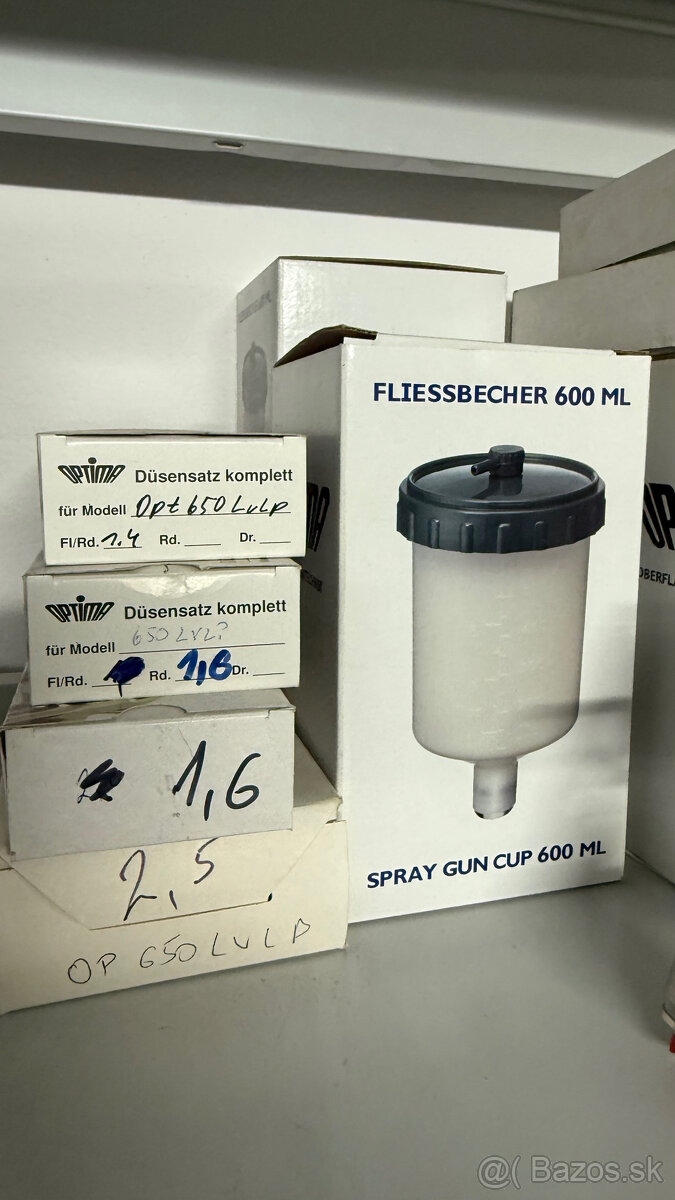 FLIESSBECHER 600 ML
SPRAY GUN CUP 600 ML
OPTIMA Düsensatz komplett
für Modell Opt 650 LvLp
Fl/Rd. 1.4 Rd. Dr.
OPTIMA Düsensatz komplett
für Modell 650 LVLP
Fl/Rd. Rd. 1,6 Dr.
1,6
2,5
OP 650 LVLP
@( Bazos.sk